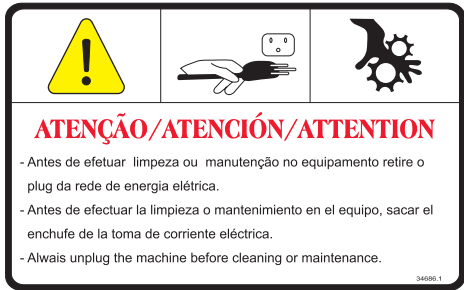 ATENÇÃO/ATENCIÓN/ATTENTION
- Antes de efetuar limpeza ou manutenção no equipamento retire o
plug da rede de energia elétrica.
- Antes de efectuar la limpieza o mantenimiento en el equipo, sacar el
enchufe de la toma de corriente eléctrica.
- Alwais unplug the machine before cleaning or maintenance.
34686.1